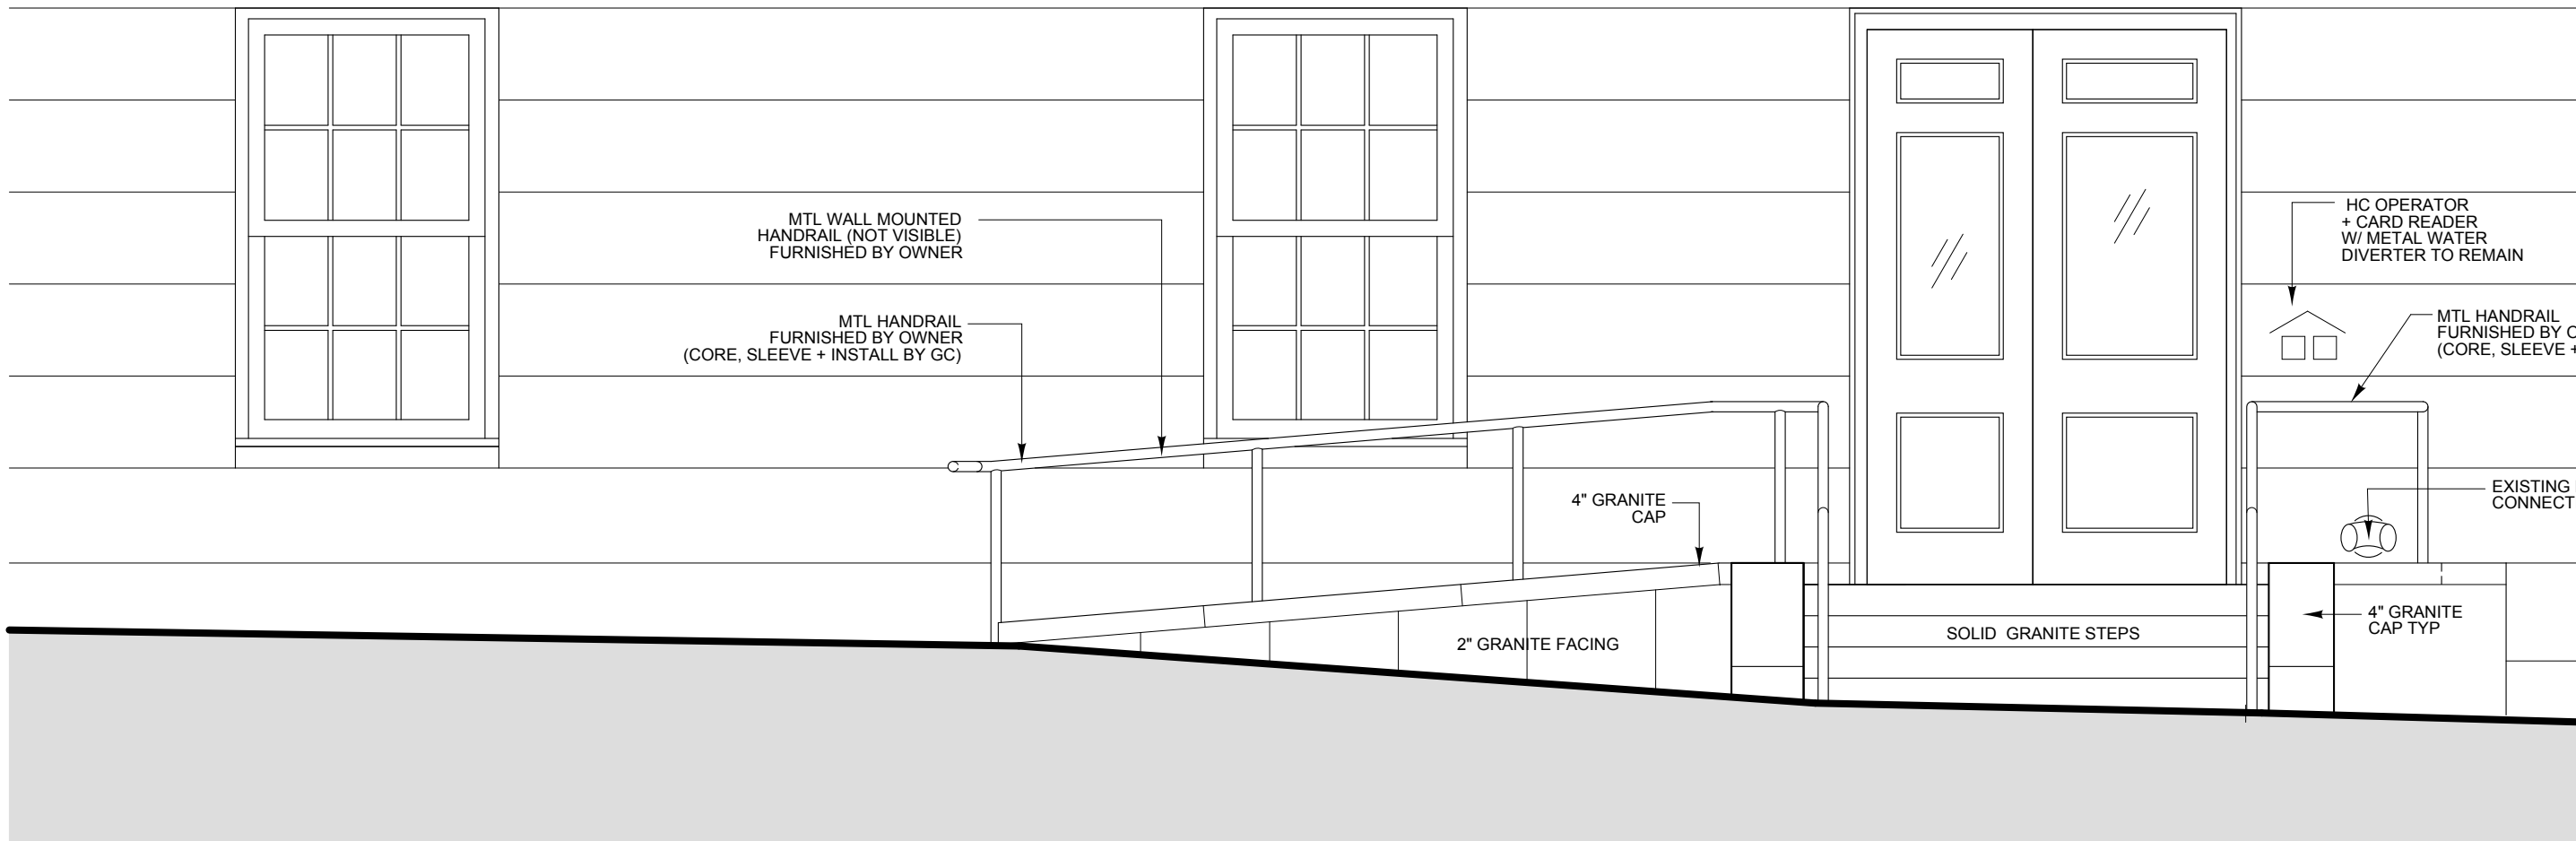 MTL WALL MOUNTED
HANDRAIL (NOT VISIBLE)
FURNISHED BY OWNER
MTL HANDRAIL
FURNISHED BY OWNER
(CORE, SLEEVE + INSTALL BY GC)
4" GRANITE
CAP
2" GRANITE FACING
SOLID GRANITE STEPS
HC OPERATOR
+ CARD READER
W/ METAL WATER
DIVERTER TO REMAIN
MTL HANDRAIL
FURNISHED BY
(CORE, SLEEVE +
EXISTING
CONNECT
4" GRANITE
CAP TYP